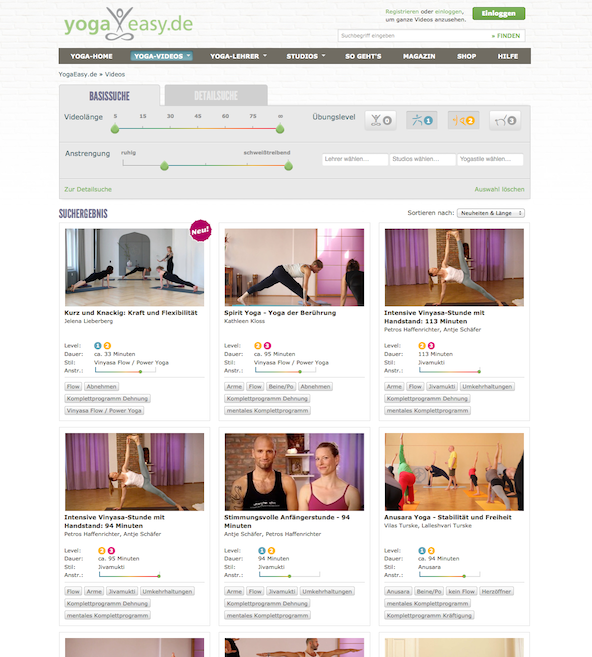 yoga easy.de
Registrieren oder einloggen,
um ganze Videos anzusehen.
Einloggen
Suchbegriff eingeben
» FINDEN
YOGA-HOME YOGA-VIDEOS YOGA-LEHRER STUDIOS SO GEHT'S MAGAZIN SHOP HILFE
YogaEasy.de » Videos
BASISSUCHE DETAILSUCHE
Videolänge 5 15 30 45 60 75 ∞ Übungslevel 0 1 2 3
Anstrengung ruhig schweißtreibend Lehrer wählen... Studios wählen... Yogastile wählen...
Zur Detailsuche Auswahl löschen
SUCHERGEBNIS
Sortieren nach: Neuheiten & Länge
Neu!
Kurz und Knackig: Kraft und Flexibilität
Jelena Lieberberg
Level: 1 2
Dauer: ca. 33 Minuten
Stil: Vinyasa Flow / Power Yoga
Anstr.:
Flow Abnehmen
Komplettprogramm Dehnung
Vinyasa Flow / Power Yoga
Spirit Yoga - Yoga der Berührung
Kathleen Kloss
Level: 2 3
Dauer: ca. 95 Minuten
Stil: Vinyasa Flow / Power Yoga
Anstr.:
Arme Flow Beine/Po Abnehmen
Komplettprogramm Dehnung
mentales Komplettprogramm
Intensive Vinyasa-Stunde mit
Handstand: 113 Minuten
Petros Haffenrichter, Antje Schäfer
Level: 2 3
Dauer: 113 Minuten
Stil: Jivamukti
Anstr.:
Arme Flow Jivamukti Umkehrhaltungen
Komplettprogramm Dehnung
mentales Komplettprogramm
Intensive Vinyasa-Stunde mit
Handstand: 94 Minuten
Petros Haffenrichter, Antje Schäfer
Level: 2 3
Dauer: ca. 95 Minuten
Stil: Jivamukti
Anstr.:
Flow Arme Jivamukti Umkehrhaltungen
Komplettprogramm Dehnung
mentales Komplettprogramm
Stimmungsvolle Anfängerstunde - 94
Minuten
Antje Schäfer, Petros Haffenrichter
Level: 1 2
Dauer: 94 Minuten
Stil: Jivamukti
Anstr.:
Arme Flow Jivamukti Umkehrhaltungen
Komplettprogramm Dehnung
mentales Komplettprogramm
Anusara Yoga - Stabilität und Freiheit
Vilas Turske, Lalleshvari Turske
Level: 1 2
Dauer: ca. 94 Minuten
Stil: Anusara
Anstr.:
Anusara Beine/Po kein Flow Herzöffner
mentales Komplettprogramm
Komplettprogramm Kräftigung